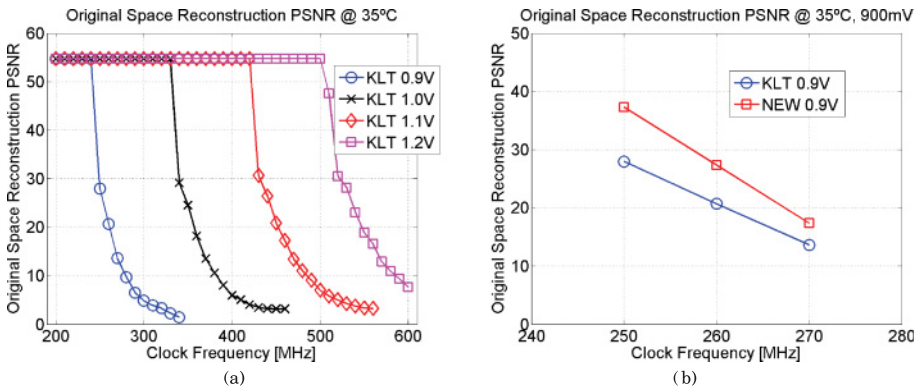 Original Space Reconstruction PSNR @ 35ºC
Original Space Reconstruction PSNR
60
50
40
30
20
10
0
200
300
400
500
600
Clock Frequency [MHz]
KLT 0.9V
KLT 1.0V
KLT 1.1V
KLT 1.2V
(a)
Original Space Reconstruction PSNR @ 35ºC, 900mV
Original Space Reconstruction PSNR
50
40
30
20
10
0
240
250
260
270
280
Clock Frequency [MHz]
KLT 0.9V
NEW 0.9V
(b)